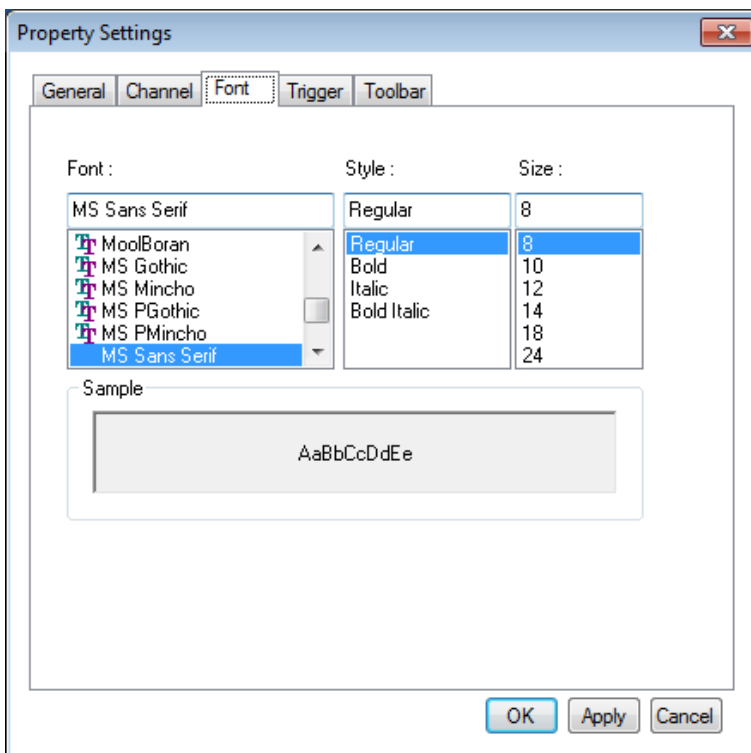 Property Settings
General Channel Font Trigger Toolbar
Font : Style : Size :
MS Sans Serif Regular 8
MoolBoran Regular 8
MS Gothic Bold 10
MS Mincho Italic 12
MS PGothic Bold Italic 14
MS PMincho 18
MS Sans Serif 24
Sample
AaBbCcDdEe
OK Apply Cancel